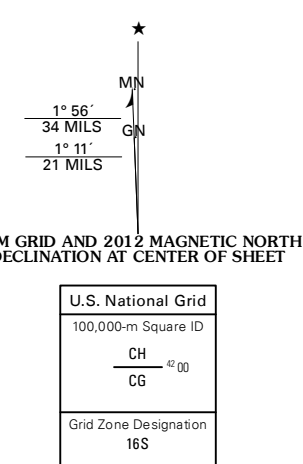 ★
MN
1° 56´
34 MILS
GN
1° 11´
21 MILS
M GRID AND 2012 MAGNETIC NORTH
DECLINATION AT CENTER OF SHEET
U.S. National Grid
100,000-m Square ID
CH
42 00
CG
Grid Zone Designation
16S